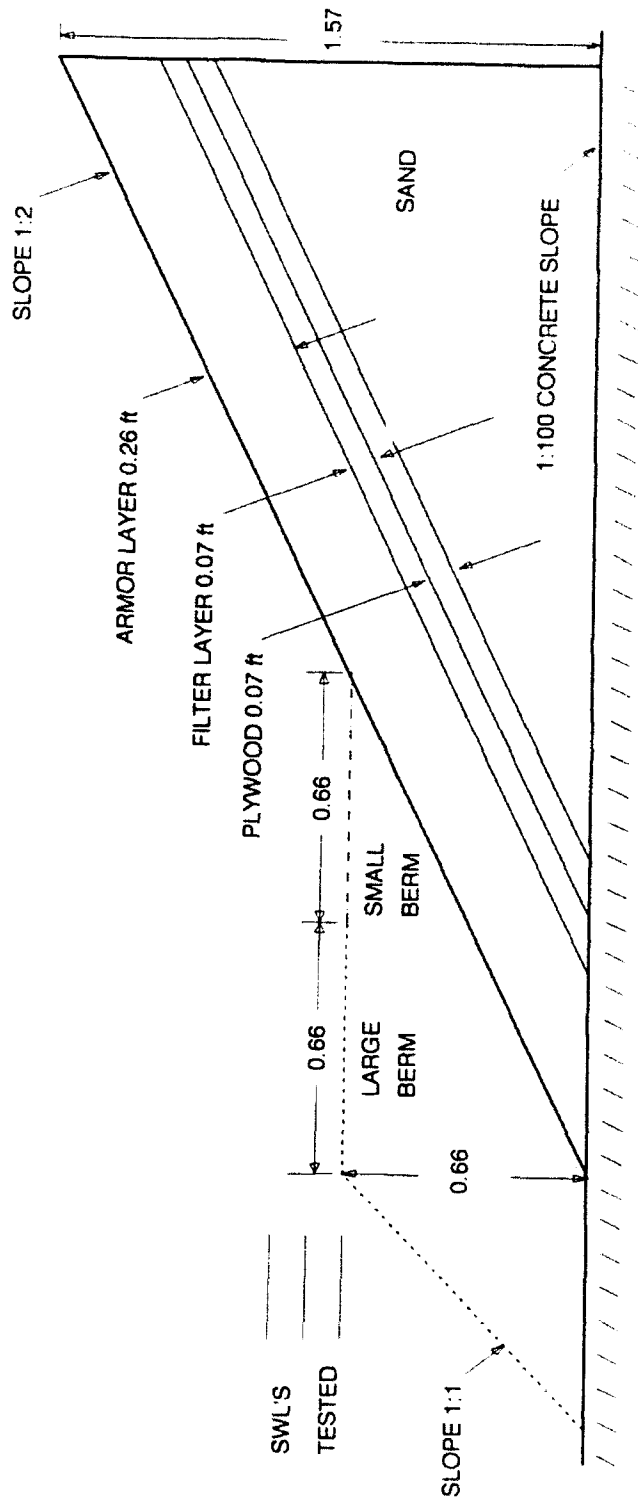 SLOPE 1:2
1.57
ARMOR LAYER 0.26 ft
FILTER LAYER 0.07 ft
PLYWOOD 0.07 ft
SAND
0.66
0.66
SMALL
BERM
LARGE
BERM
1:100 CONCRETE SLOPE
SWL'S
TESTED
0.66
SLOPE 1:1